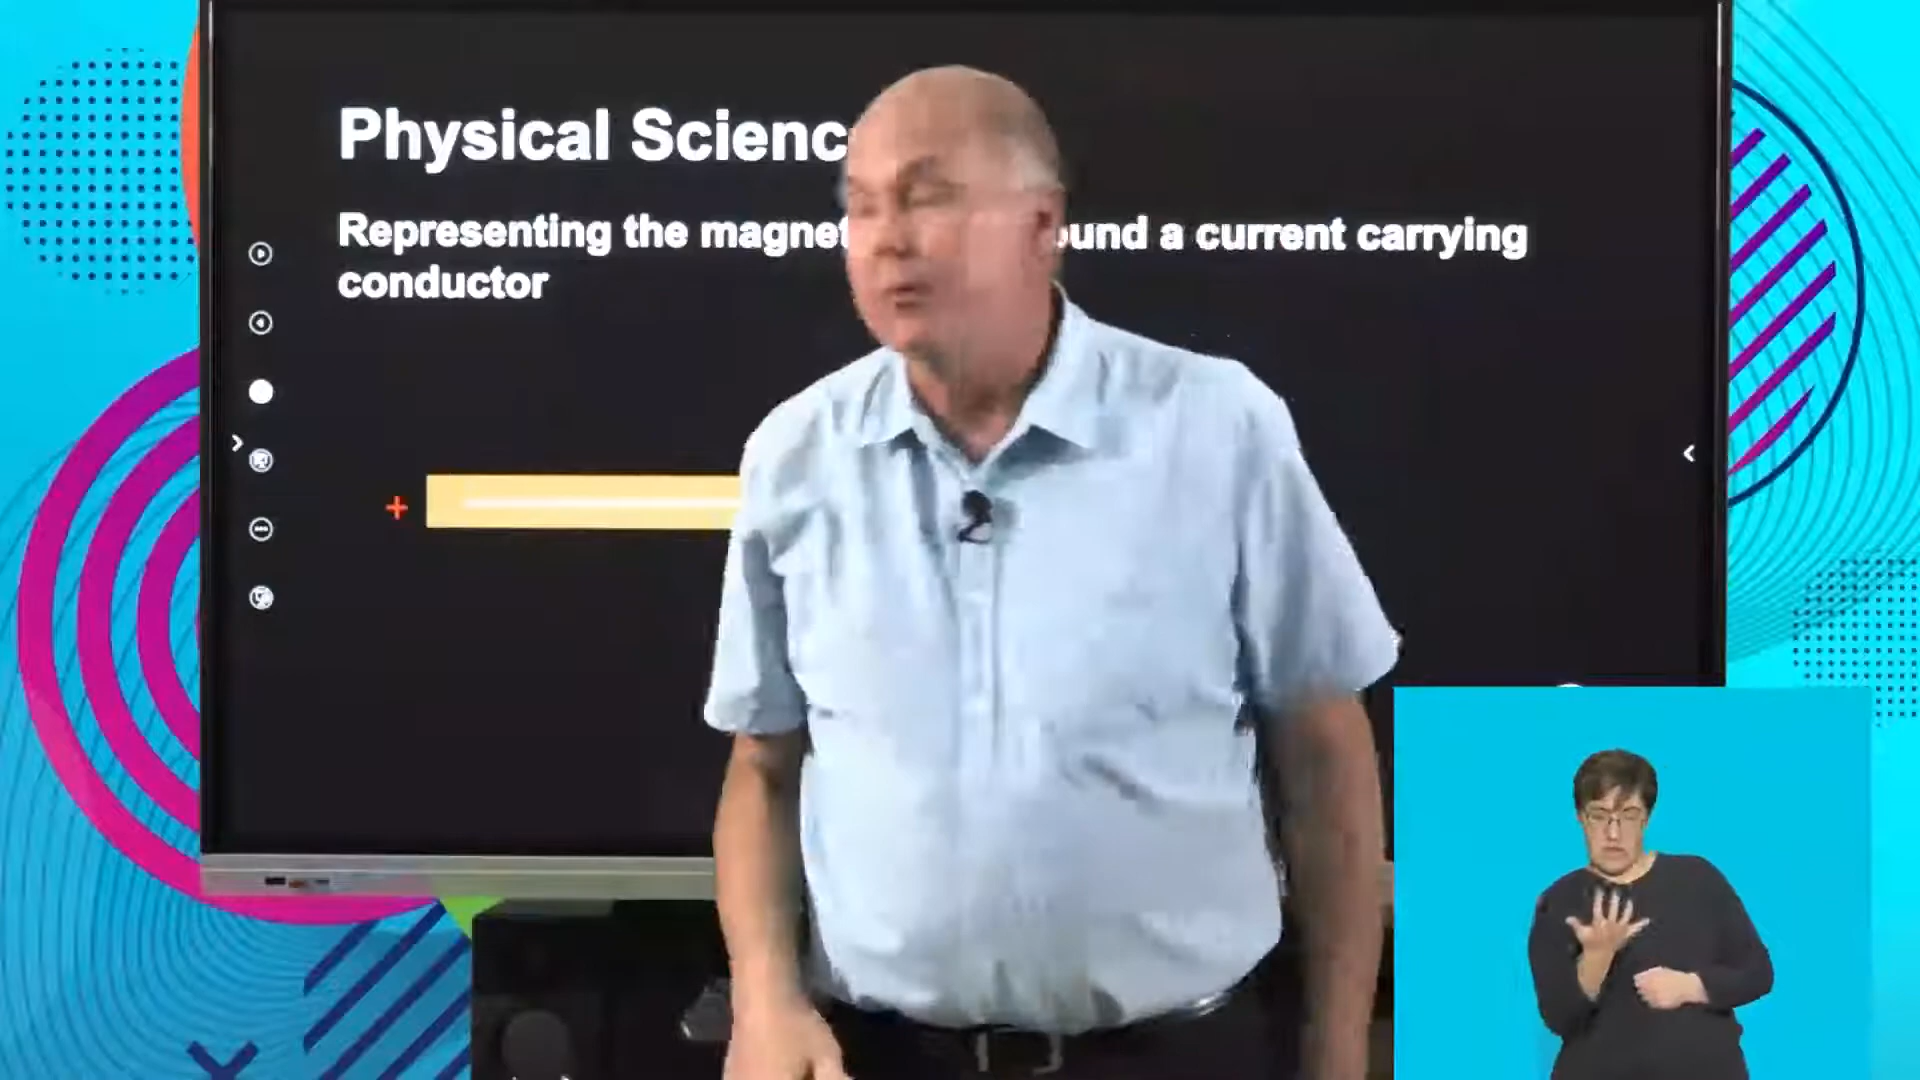 Physical Scienc
Representing the magnet ound a current carrying
conductor
+